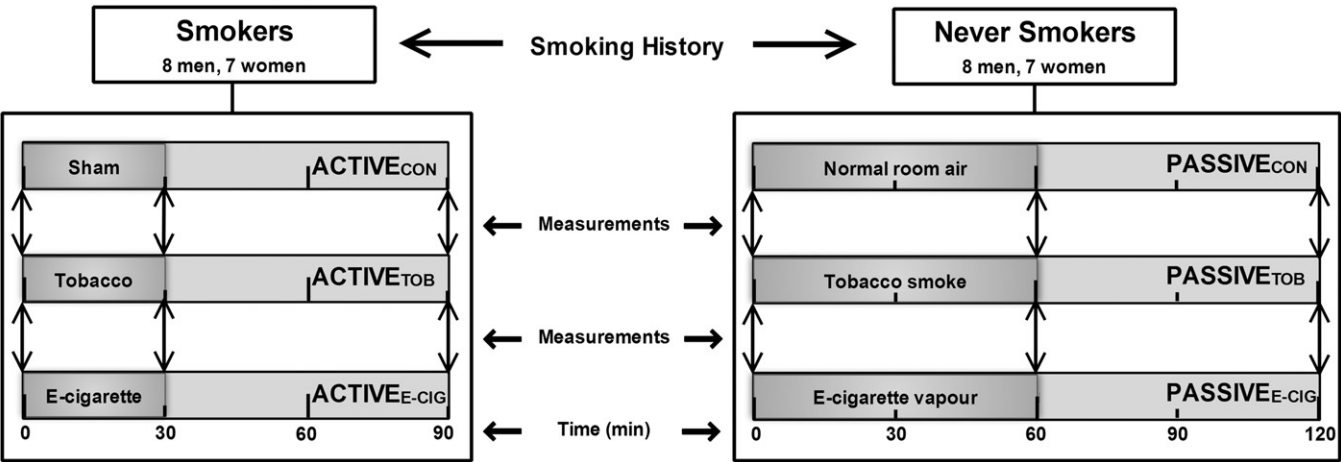 Smokers
8 men, 7 women
Smoking History
Never Smokers
8 men, 7 women
Sham
ACTIVECON
Tobacco
ACTIVETOB
E-cigarette
ACTIVEE-CIG
0 30 60 90
Measurements
Measurements
Time (min)
Normal room air
PASSIVECON
Tobacco smoke
PASSIVETOB
E-cigarette vapour
PASSIVEE-CIG
0 30 60 90 120